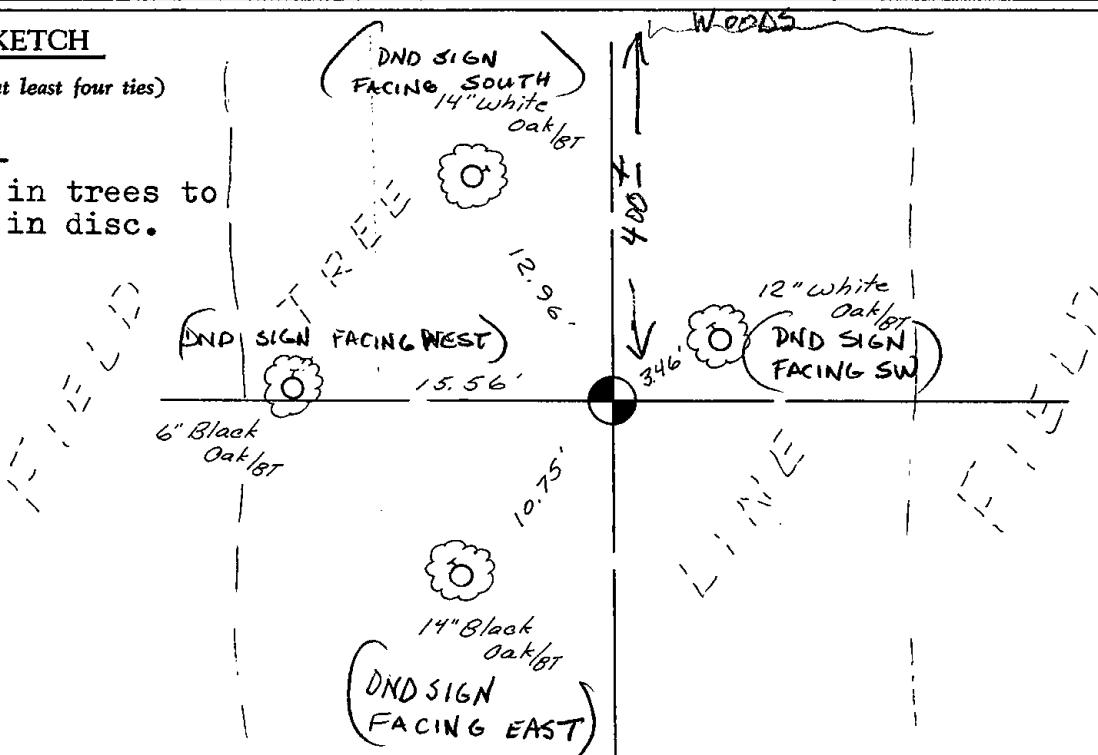 KETCH
WOODS
DND SIGN
FACING SOUTH
at least four ties)
14" White
Oak/BT
in trees to
in disc.
TREE
400±
12.96'
FIELD
12" White
Oak/BT
(DND SIGN FACING WEST)
DND SIGN
FACING SW
FIELD
3.46'
15.56'
6" Black
Oak/BT
10.75'
LINE
14" Black
Oak/BT
DND SIGN
FACING EAST